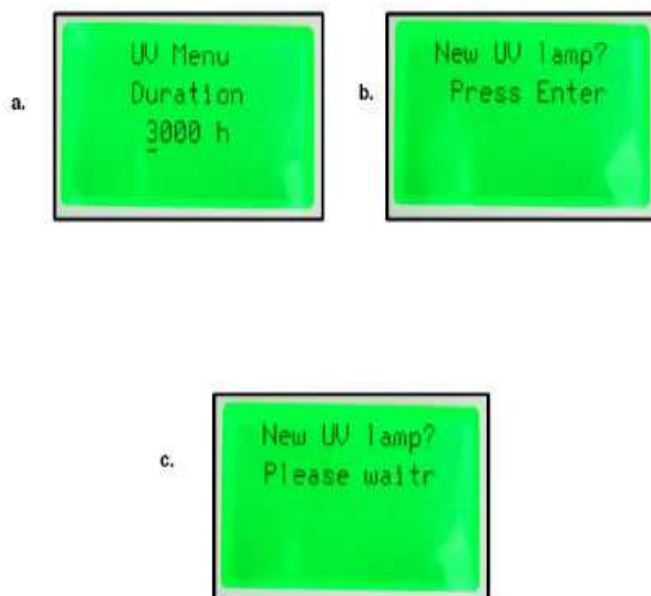 a.
UV Menu
Duration
3000 h
b.
New UV lamp?
Press Enter
c.
New UV lamp?
Please waitr